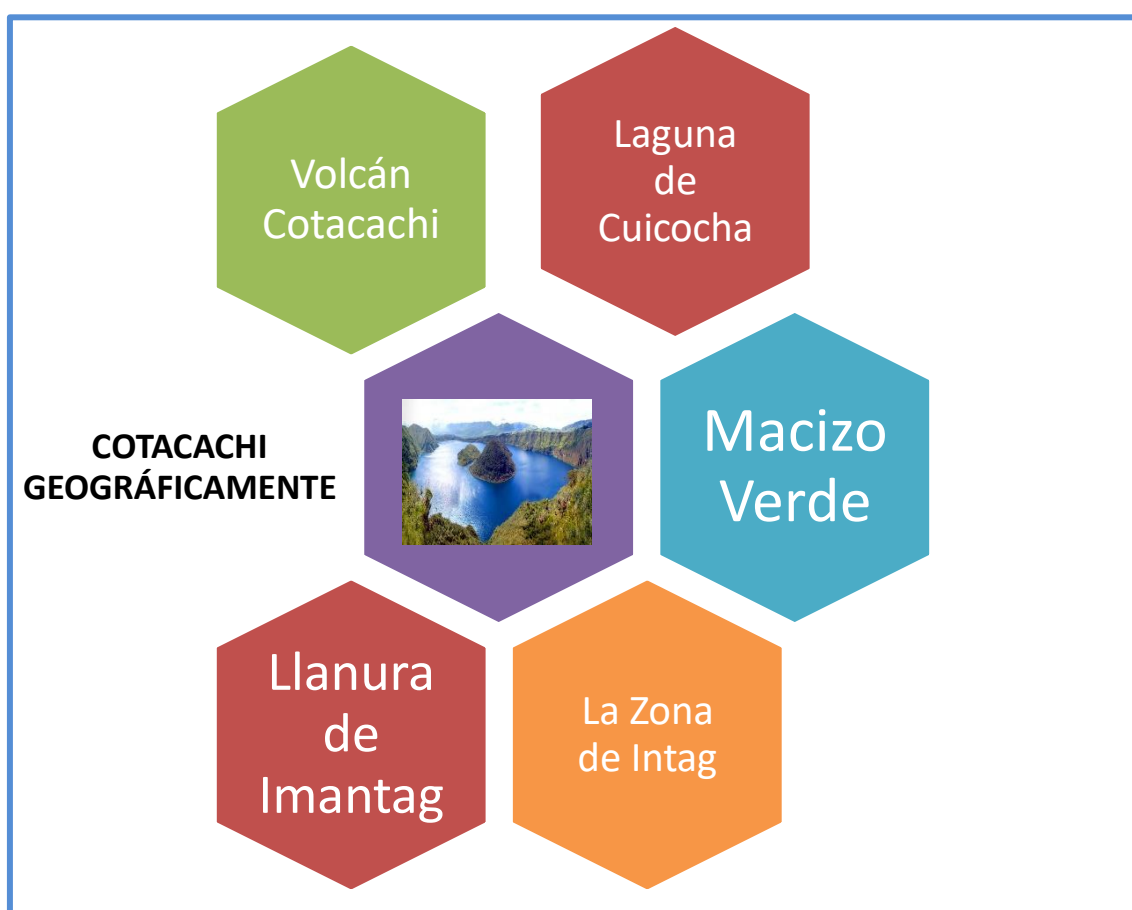 Volcán
Cotacachi
Laguna
de
Cuicocha
COTACACHI
GEOGRÁFICAMENTE
Macizo
Verde
Llanura
de
Imantag
La Zona
de Intag